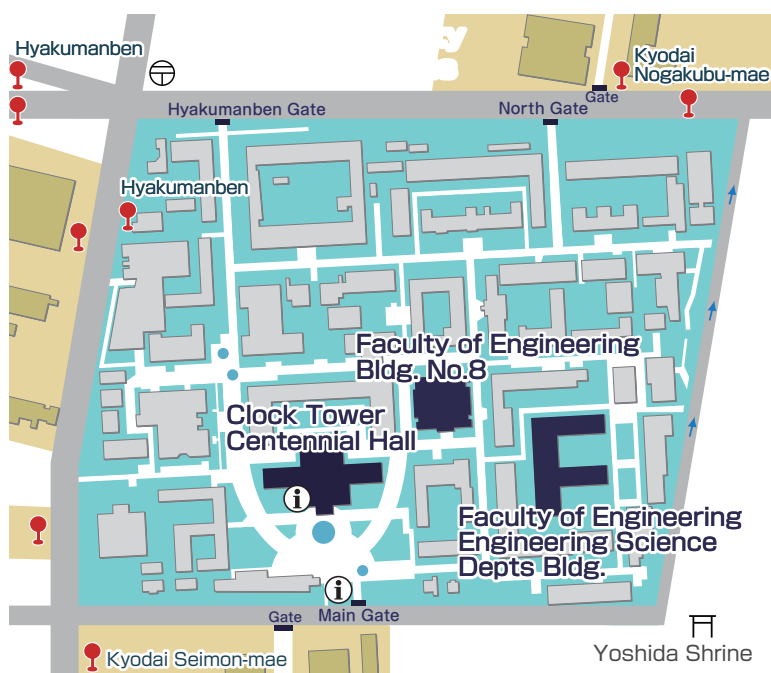 Hyakumanben
Kyodai
Nogakubu-mae
Gate
Hyakumanben Gate
North Gate
Hyakumanben
Faculty of Engineering
Bldg. No.8
Clock Tower
Centennial Hall
i
Faculty of Engineering
Engineering Science
Depts Bldg.
i
Gate
Main Gate
Kyodai Seimon-mae
Yoshida Shrine